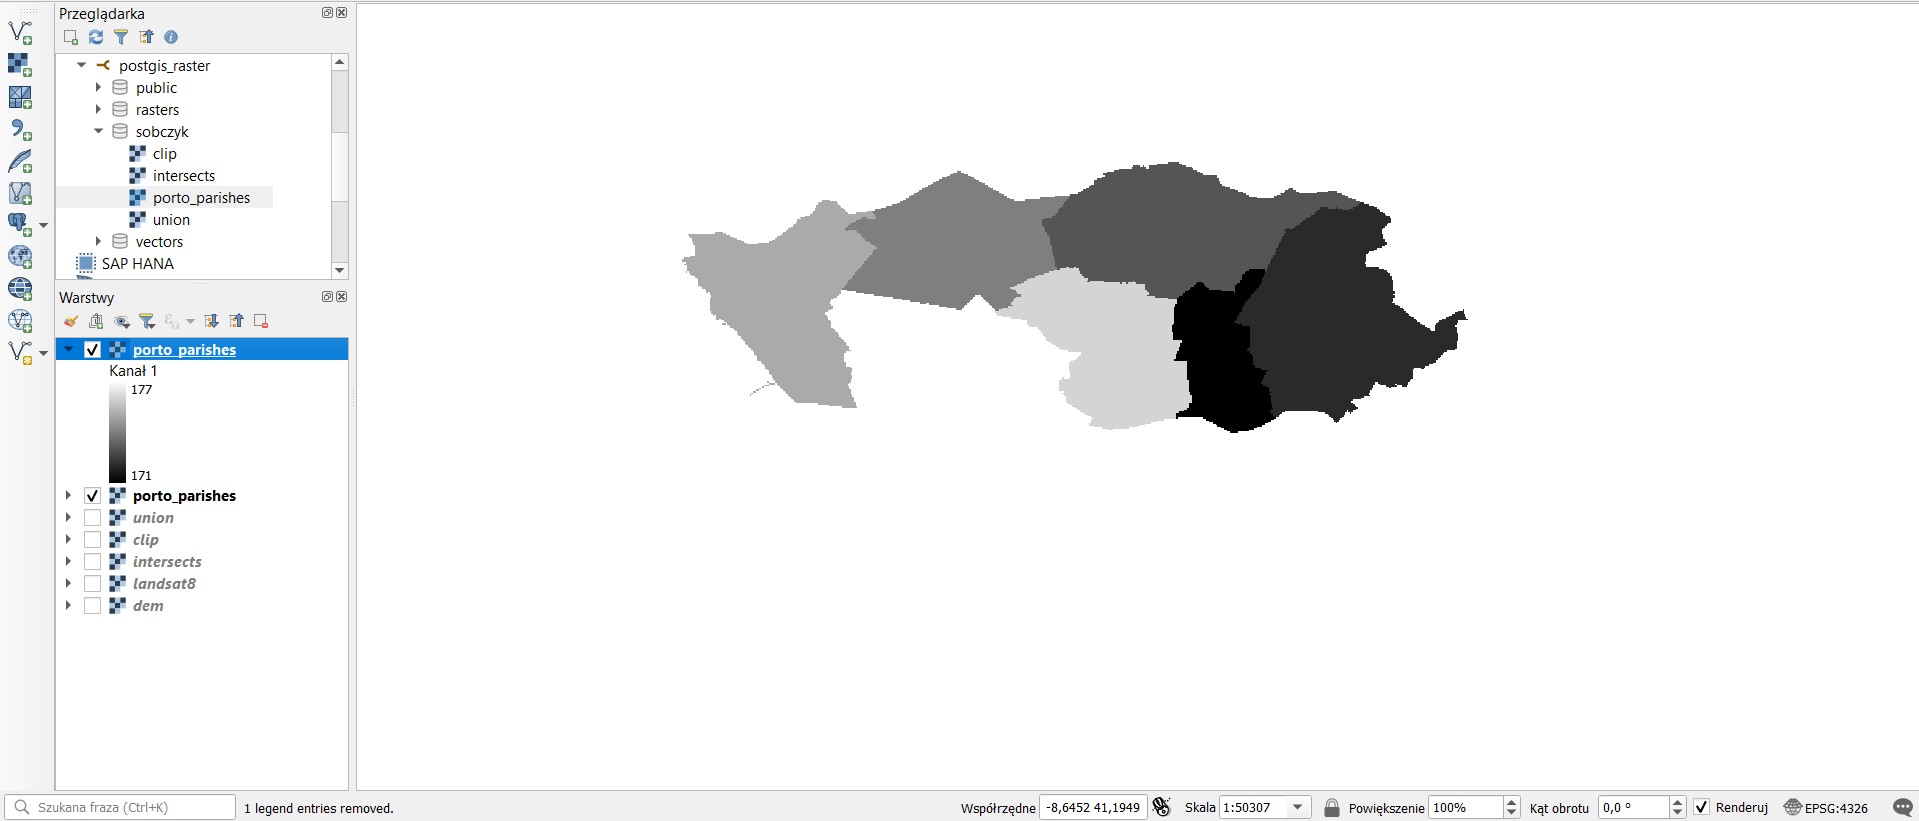 Przeglądarka
postgis_raster
public
rasters
sobczyk
clip
intersects
porto_parishes
union
vectors
SAP HANA
Warstwy
porto_parishes
Kanał 1
177
171
porto_parishes
union
clip
intersects
landsat8
dem
Szukana fraza (Ctrl+K)
1 legend entries removed.
Współrzędne
-8,6452 41,1949
Skala
1:50307
Powiększenie
100%
Kąt obrotu
0,0 °
Renderuj
EPSG:4326